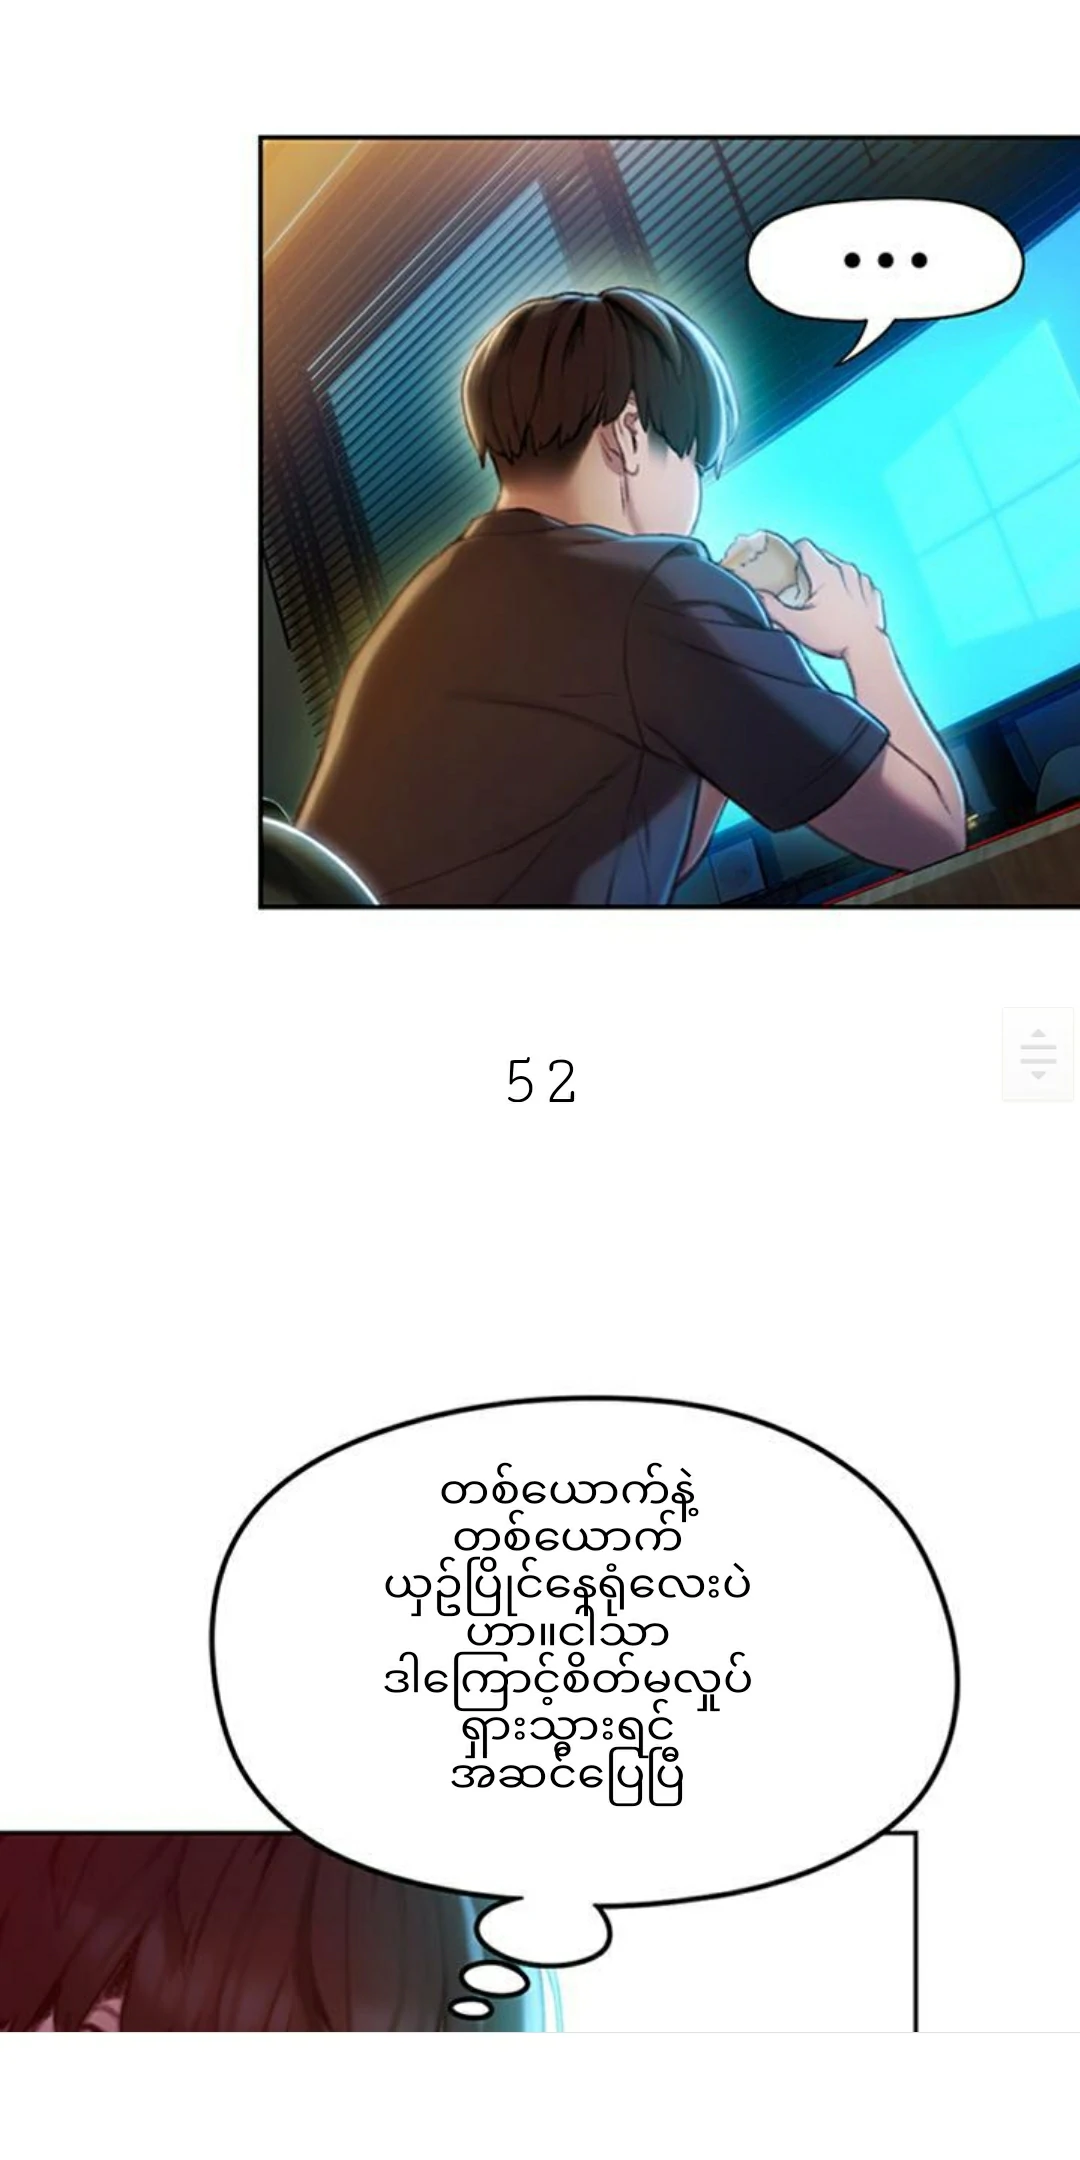 ...
52
တစ်ယောက်နဲ့
တစ်ယောက်
ယှဥ်ပြိုင်နေရုံလေးပဲ
ဟာ။ငါသာ
ဒါကြောင့်စိတ်မလှုပ်
ရှားသွားရင်
အဆင်ပြေပြီ